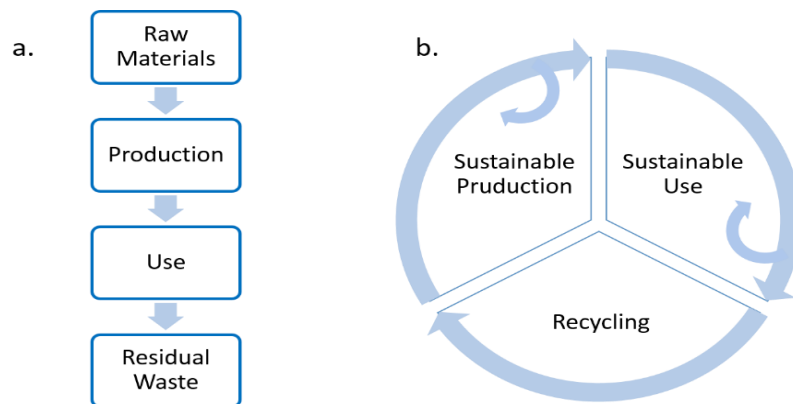 a.
Raw
Materials
Production
Use
Residual
Waste
b.
Sustainable
Pruduction
Sustainable
Use
Recycling